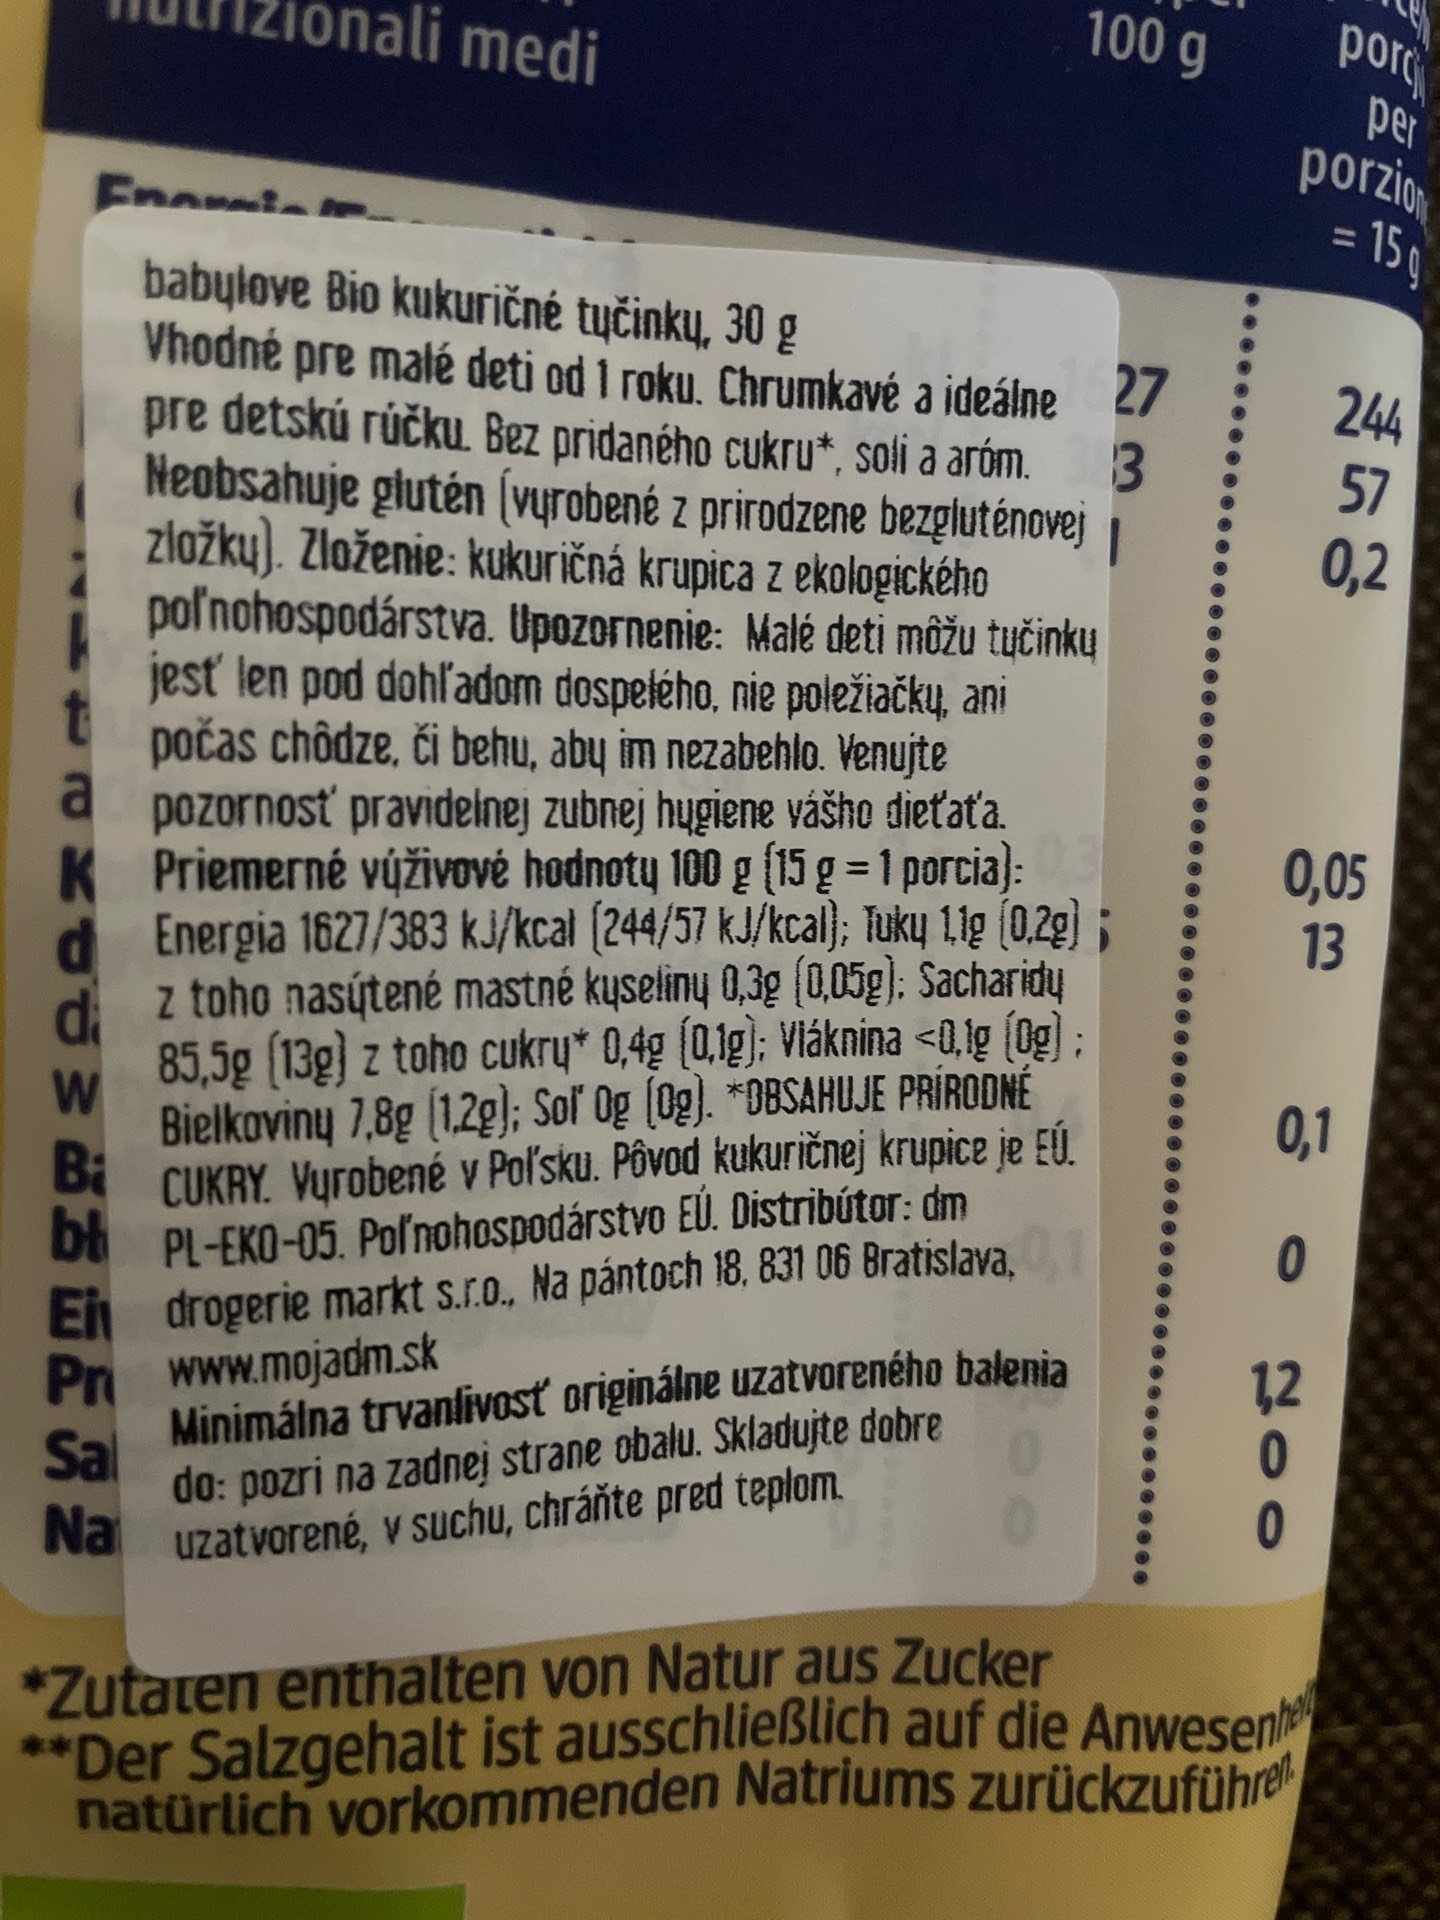 nutrizionali medi
100 g
per
= 15 g
babylove Bio kukuričné tyčinky, 30 g
Vhodné pre malé deti od 1 roku. Chrumkavé a ideálne
pre detskú rúčku. Bez pridaného cukru*, soli a aróm.
Neobsahuje glutén (vyrobené z prirodzene bezgluténovej
zložky). Zloženie: kukuričná krupica z ekologického
poľnohospodárstva. Upozornenie: Malé deti môžu tyčinky
jesť len pod dohľadom dospelého, nie poležiačky, ani
počas chôdze, či behu, aby im nezabehlo. Venujte
pozornosť pravidelnej zubnej hygiene vášho dieťaťa.
Priemerné výživové hodnoty 100 g (15 g = 1 porcia):
Energia 1627/383 kJ/kcal (244/57 kJ/kcal); Tuky 1,1g (0,2g)
z toho nasýtené mastné kyseliny 0,3g (0,05g); Sacharidy
85,5g (13g) z toho cukry* 0,4g (0,1g); Vláknina <0,1g (0g) ;
Bielkoviny 7,8g (1,2g); Soľ 0g (0g). *OBSAHUJE PRÍRODNÉ
CUKRY. Vyrobené v Poľsku. Pôvod kukuričnej krupice je EÚ.
PL-EKO-05. Poľnohospodárstvo EÚ. Distribútor: dm
drogerie markt s.r.o., Na pántoch 18, 831 06 Bratislava,
www.mojadm.sk
Minimálna trvanlivosť originálne uzatvoreného balenia
do: pozri na zadnej strane obalu. Skladujte dobre
uzatvorené, v suchu, chráňte pred teplom.
244
57
0,2
0,05
13
0,1
0
1,2
0
0
*Zutaten enthalten von Natur aus Zucker
**Der Salzgehalt ist ausschließlich auf die Anwesenheit
natürlich vorkommenden Natriums zurückzuführen.